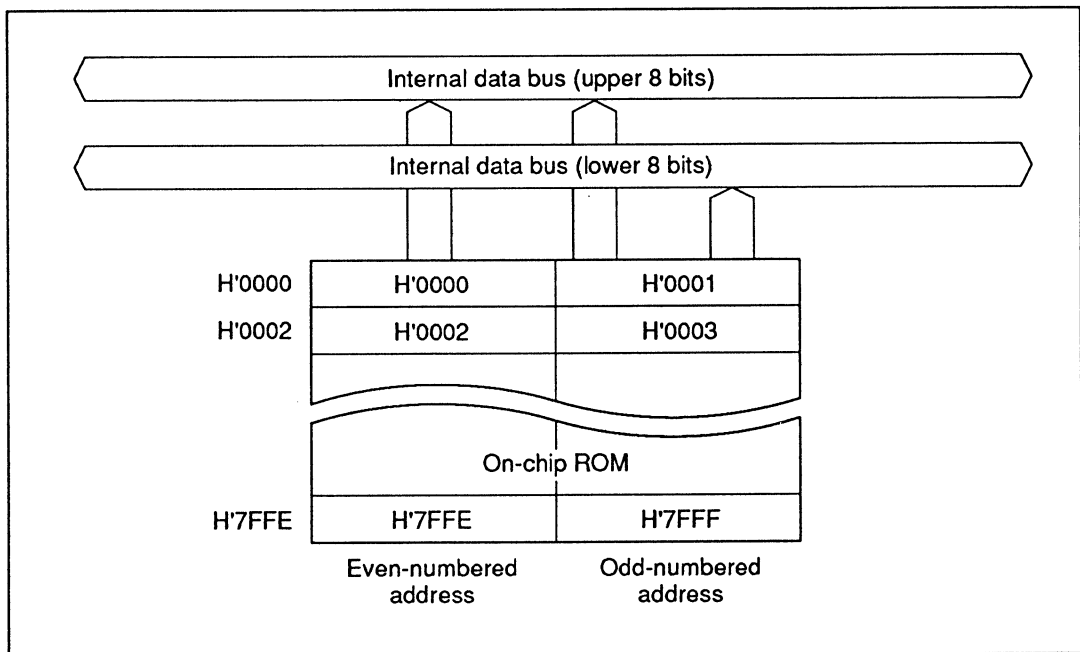 Internal data bus (upper 8 bits)
Internal data bus (lower 8 bits)
H'0000 H'0000 H'0001
H'0002 H'0002 H'0003
On-chip ROM
H'7FFE H'7FFE H'7FFF
Even-numbered address
Odd-numbered address